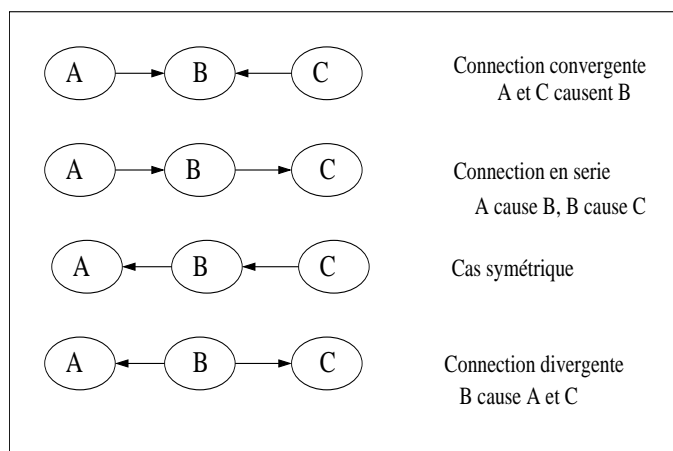 A B C Connection convergente
A et C causent B
A B C Connection en serie
A cause B, B cause C
A B C Cas symétrique
A B C Connection divergente
B cause A et C